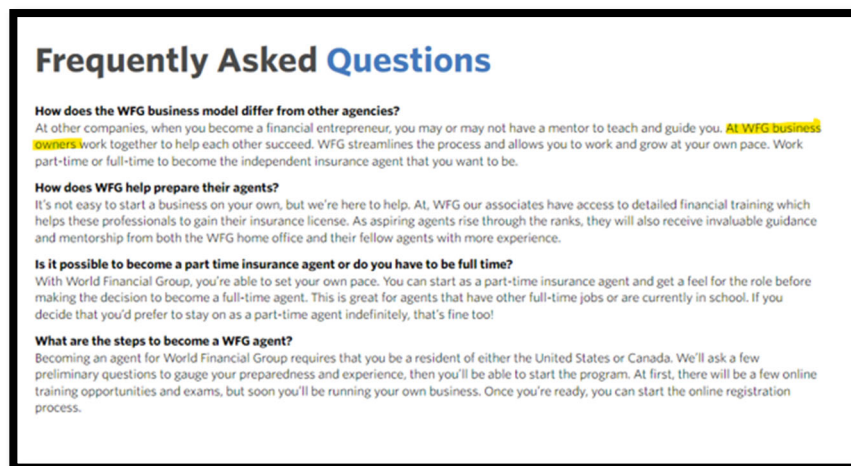 Frequently Asked Questions
How does the WFG business model differ from other agencies?
At other companies, when you become a financial entrepreneur, you may or may not have a mentor to teach and guide you. At WFG business
owners work together to help each other succeed. WFG streamlines the process and allows you to work and grow at your own pace. Work
part-time or full-time to become the independent insurance agent that you want to be.
How does WFG help prepare their agents?
It's not easy to start a business on your own, but we're here to help. At, WFG our associates have access to detailed financial training which
helps these professionals to gain their insurance license. As aspiring agents rise through the ranks, they will also receive invaluable guidance
and mentorship from both the WFG home office and their fellow agents with more experience.
Is it possible to become a part time insurance agent or do you have to be full time?
With World Financial Group, you're able to set your own pace. You can start as a part-time insurance agent and get a feel for the role before
making the decision to become a full-time agent. This is great for agents that have other full-time jobs or are currently in school. If you
decide that you'd prefer to stay on as a part-time agent indefinitely, that's fine too!
What are the steps to become a WFG agent?
Becoming an agent for World Financial Group requires that you be a resident of either the United States or Canada. We'll ask a few
preliminary questions to gauge your preparedness and experience, then you'll be able to start the program. At first, there will be a few online
training opportunities and exams, but soon you'll be running your own business. Once you're ready, you can start the online registration
process.